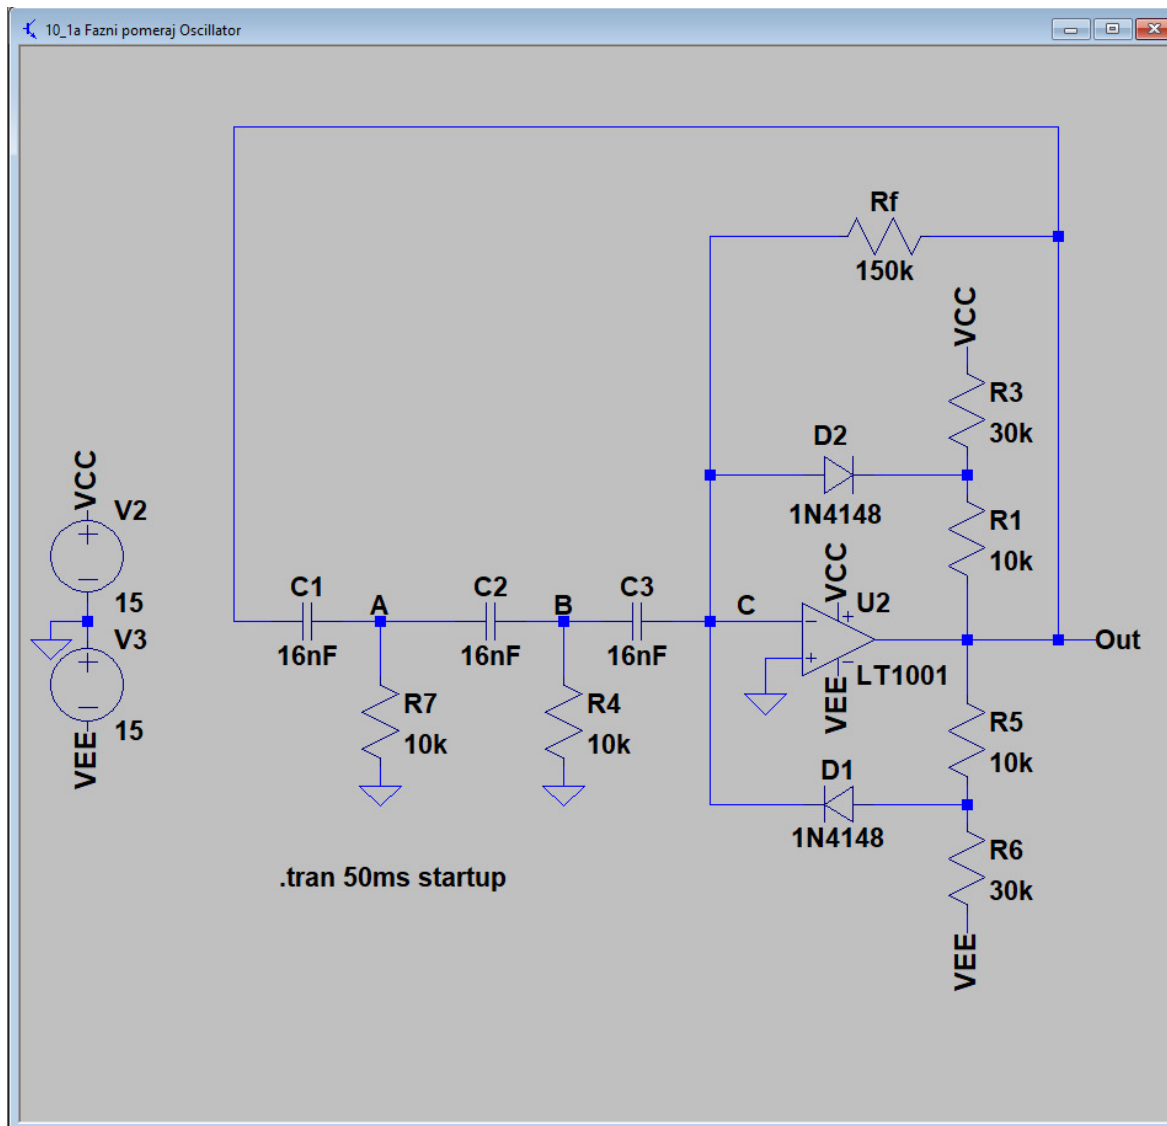 10_1a Fazni pomeraj Oscillator
Rf
150k
VCC
R3
30k
D2
1N4148
R1
10k
VCC
V2
15
V3
15
VEE
C1
16nF
A
C2
16nF
B
C3
16nF
C
VCC
U2
LT1001
VEE
Out
R7
10k
R4
10k
R5
10k
D1
1N4148
R6
30k
VEE
.tran 50ms startup